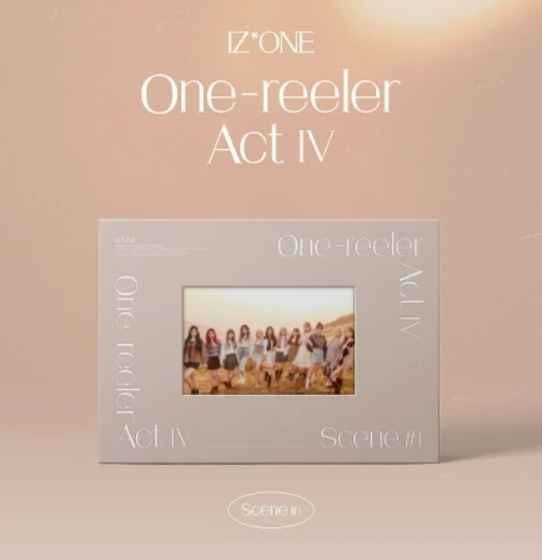 IZ*ONE
One-reeler
Act IV
IZ*ONE
One-reeler
Act IV
One-reeler
Act IV
Scene #1
Scene #1